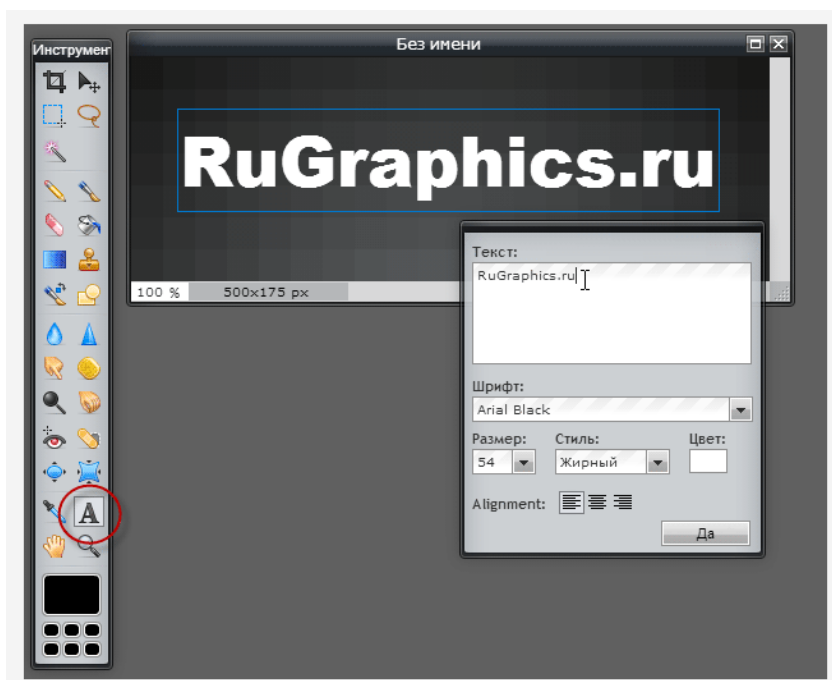 Инструмен
Без имени
RuGraphics.ru
100 %
500x175 px
Текст:
RuGraphics.ru
Шрифт:
Arial Black
Размер:
Стиль:
Цвет:
54
Жирный
Alignment:
A
Да